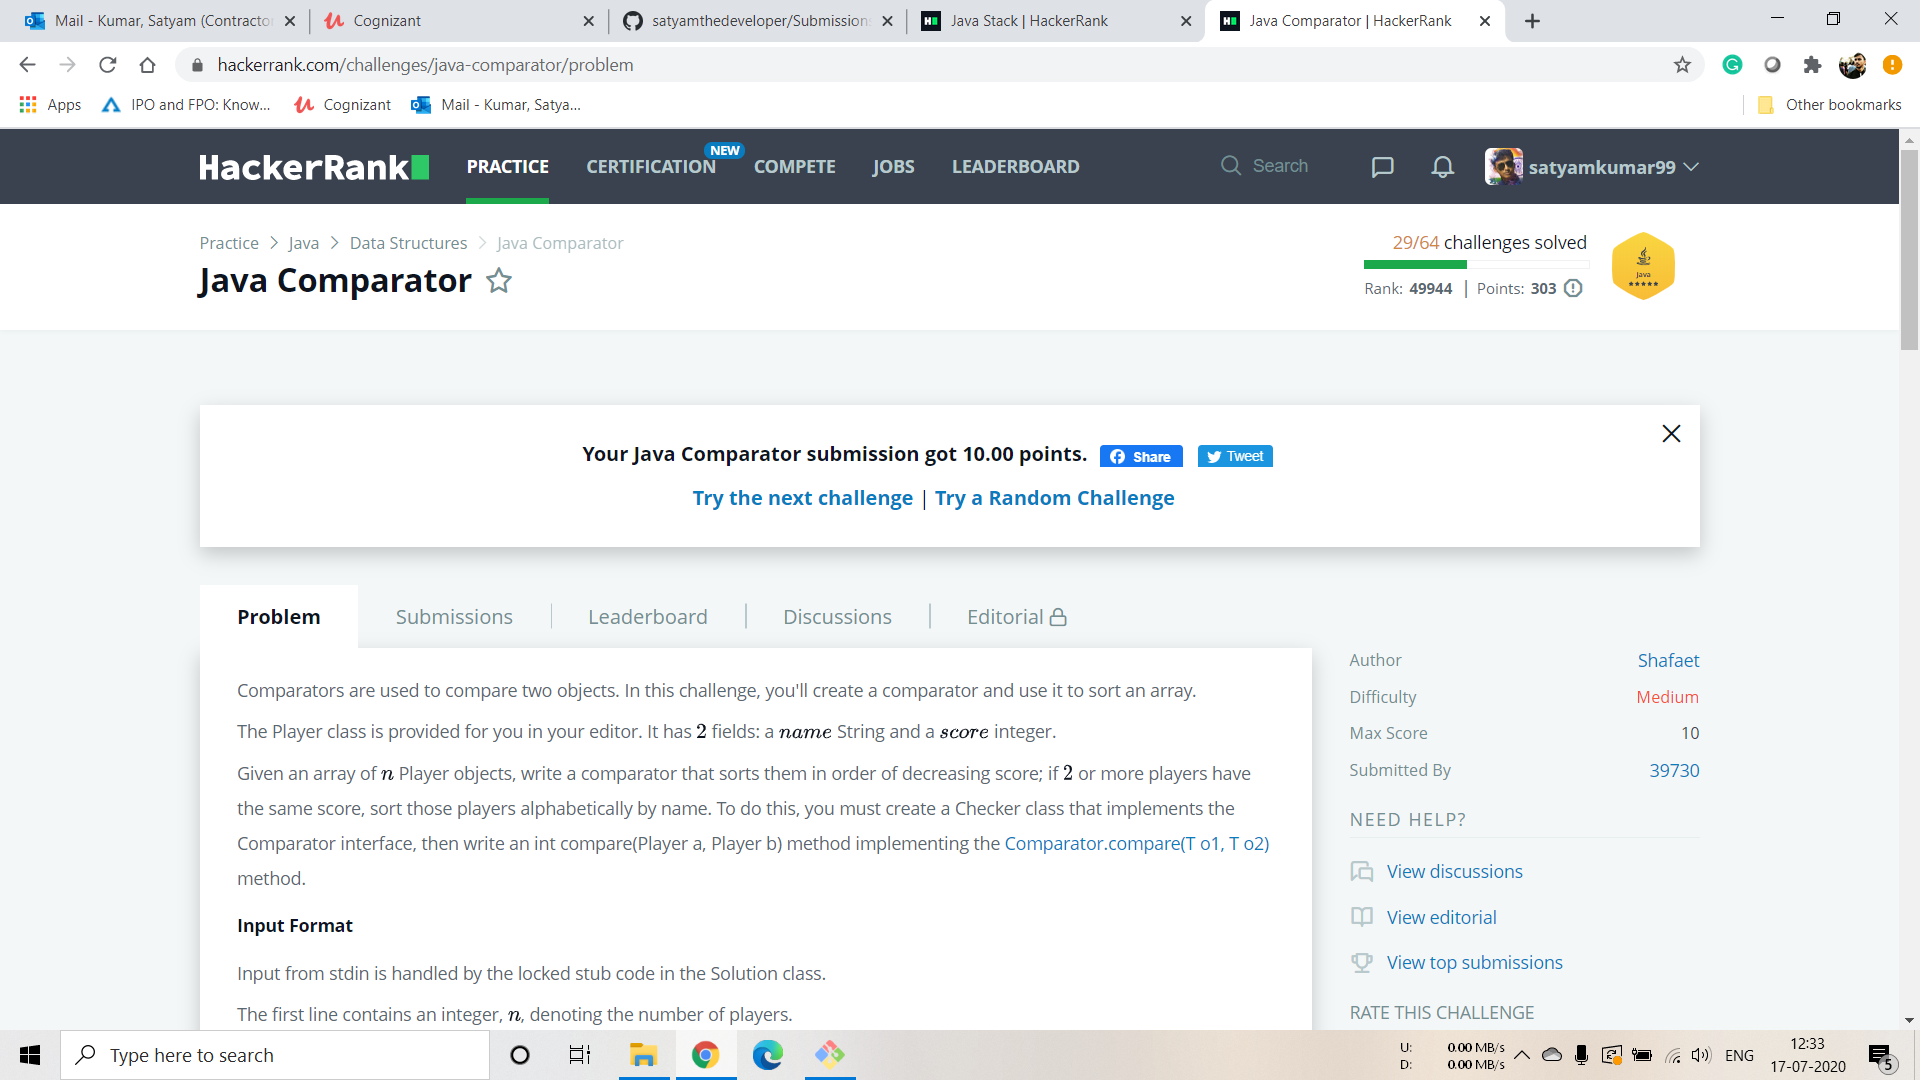 Mail - Kumar, Satyam (Contracto
Cognizant
satyamthedeveloper/Submission
Java Stack | HackerRank
Java Comparator | HackerRank
hackerrank.com/challenges/java-comparator/problem
Apps
IPO and FPO: Know...
Cognizant
Mail - Kumar, Satya...
Other bookmarks
HackerRank
PRACTICE
CERTIFICATION
NEW
COMPETE
JOBS
LEADERBOARD
Search
satyamkumar99
Practice > Java > Data Structures > Java Comparator
Java Comparator
29/64 challenges solved
Rank: 49944 | Points: 303
Java
Your Java Comparator submission got 10.00 points.
Share
Tweet
Try the next challenge | Try a Random Challenge
Problem
Submissions
Leaderboard
Discussions
Editorial
Comparators are used to compare two objects. In this challenge, you'll create a comparator and use it to sort an array.
The Player class is provided for you in your editor. It has 2 fields: a name String and a score integer.
Given an array of n Player objects, write a comparator that sorts them in order of decreasing score; if 2 or more players have
the same score, sort those players alphabetically by name. To do this, you must create a Checker class that implements the
Comparator interface, then write an int compare(Player a, Player b) method implementing the Comparator.compare(T o1, T o2)
method.
Input Format
Input from stdin is handled by the locked stub code in the Solution class.
The first line contains an integer, n, denoting the number of players.
Author Shafaet
Difficulty Medium
Max Score 10
Submitted By 39730
NEED HELP?
View discussions
View editorial
View top submissions
RATE THIS CHALLENGE
Type here to search
U: 0.00 MB/s
D: 0.00 MB/s
ENG
12:33
17-07-2020
5